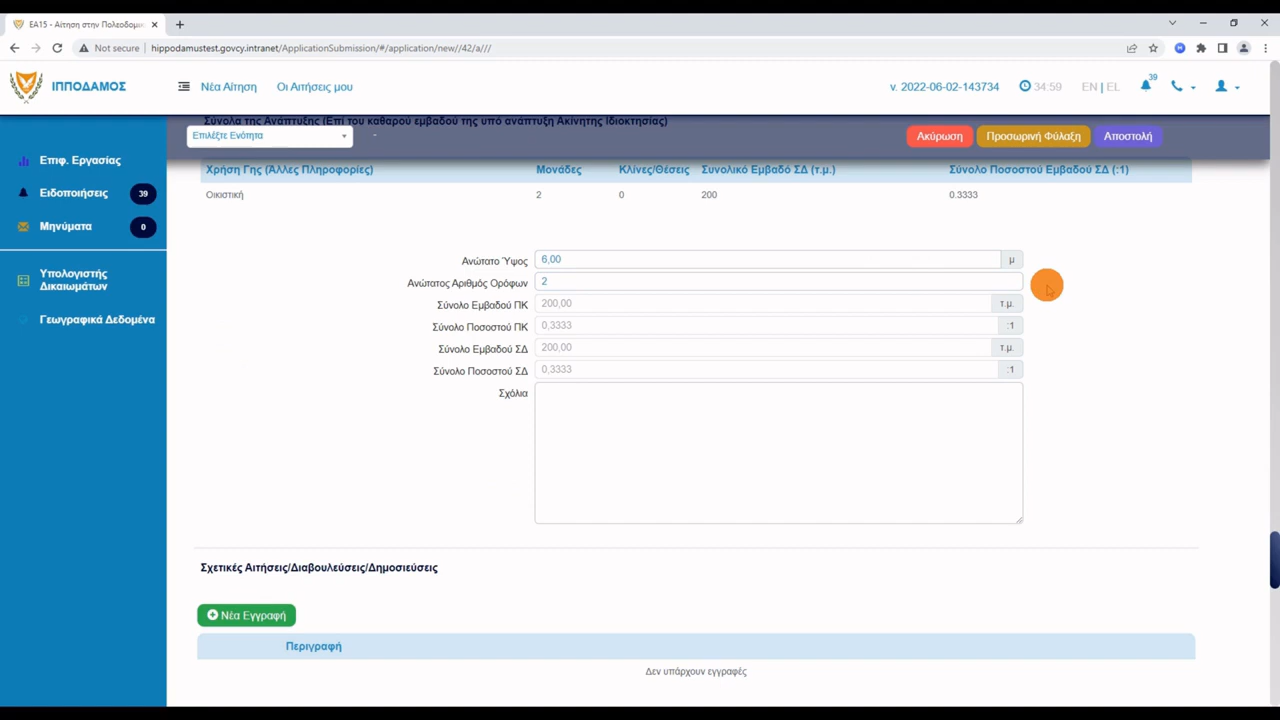 ΕΑ15 - Αίτηση στην Πολεοδομι
Not secure
hippodamustest.govcy.intranet/ApplicationSubmission/#/application/new//42/a///
ΙΠΠΟΔΑΜΟΣ
Νέα Αίτηση
Οι Αιτήσεις μου
v. 2022-06-02-143734
34:59
EN | EL
39
Σύνολα της Ανάπτυξης (Επί του καθαρού εμβαδού της υπό ανάπτυξη Ακίνητης Ιδιοκτησίας)
Επιλέξτε Ενότητα
-
Ακύρωση
Προσωρινή Φύλαξη
Αποστολή
Επιφ. Εργασίας
Ειδοποιήσεις 39
Μηνύματα 0
Υπολογιστής
Δικαιωμάτων
Γεωγραφικά Δεδομένα
Χρήση Γης (Άλλες Πληροφορίες) Μονάδες Κλίνες/Θέσεις Συνολικό Εμβαδό ΣΔ (τ.μ.) Σύνολο Ποσοστού Εμβαδού ΣΔ (:1)
Οικιστική 2 0 200 0.3333
Ανώτατο Ύψος 6,00 μ
Ανώτατος Αριθμός Ορόφων 2
Σύνολο Εμβαδού ΠΚ 200,00 τ.μ.
Σύνολο Ποσοστού ΠΚ 0,3333 :1
Σύνολο Εμβαδού ΣΔ 200,00 τ.μ.
Σύνολο Ποσοστού ΣΔ 0,3333 :1
Σχόλια
Σχετικές Αιτήσεις/Διαβουλεύσεις/Δημοσιεύσεις
Νέα Εγγραφή
Περιγραφή
Δεν υπάρχουν εγγραφές